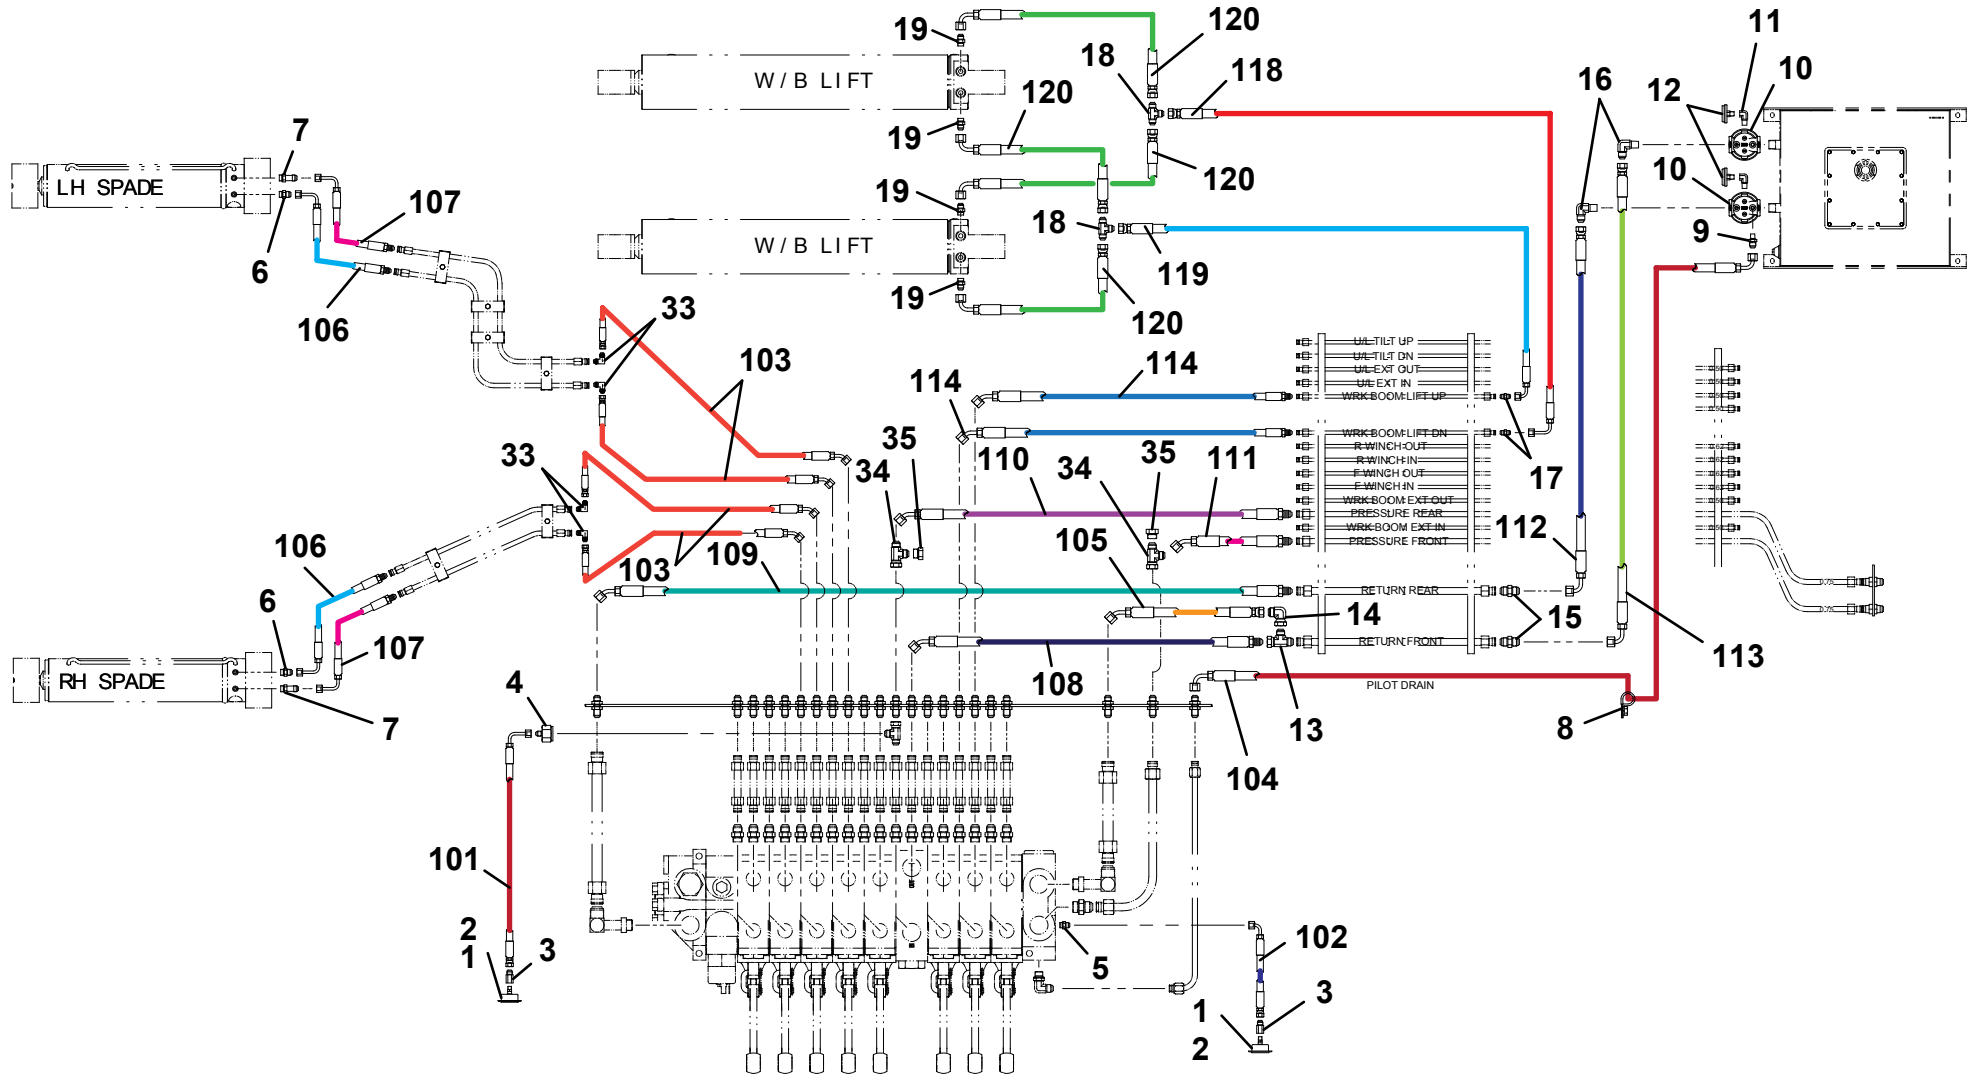 19
120
11
18
118
10
W / B  LIFT
16
12
7
120
19
LH  SPADE
107
19
120
10
18
9
W / B  LIFT
6
119
19
106
33
120
U/L TILT UP
U/L TILT DN
103
114
U/L EXT OUT
U/L EXT IN
114
WRK BOOM LIFT UP
35
WRK BOOM LIFT DN
33
34
110
34
35
111
R WINCH OUT
R WINCH IN
17
F WINCH OUT
F WINCH IN
WRK BOOM EXT OUT
PRESSURE REAR
WRK BOOM EXT IN
112
106
105
PRESSURE FRONT
103
109
RETURN REAR
6
14
15
107
RETURN FRONT
113
RH  SPADE
4
108
PILOT DRAIN
7
13
8
104
101
2
1
3
102
5
3
1
2